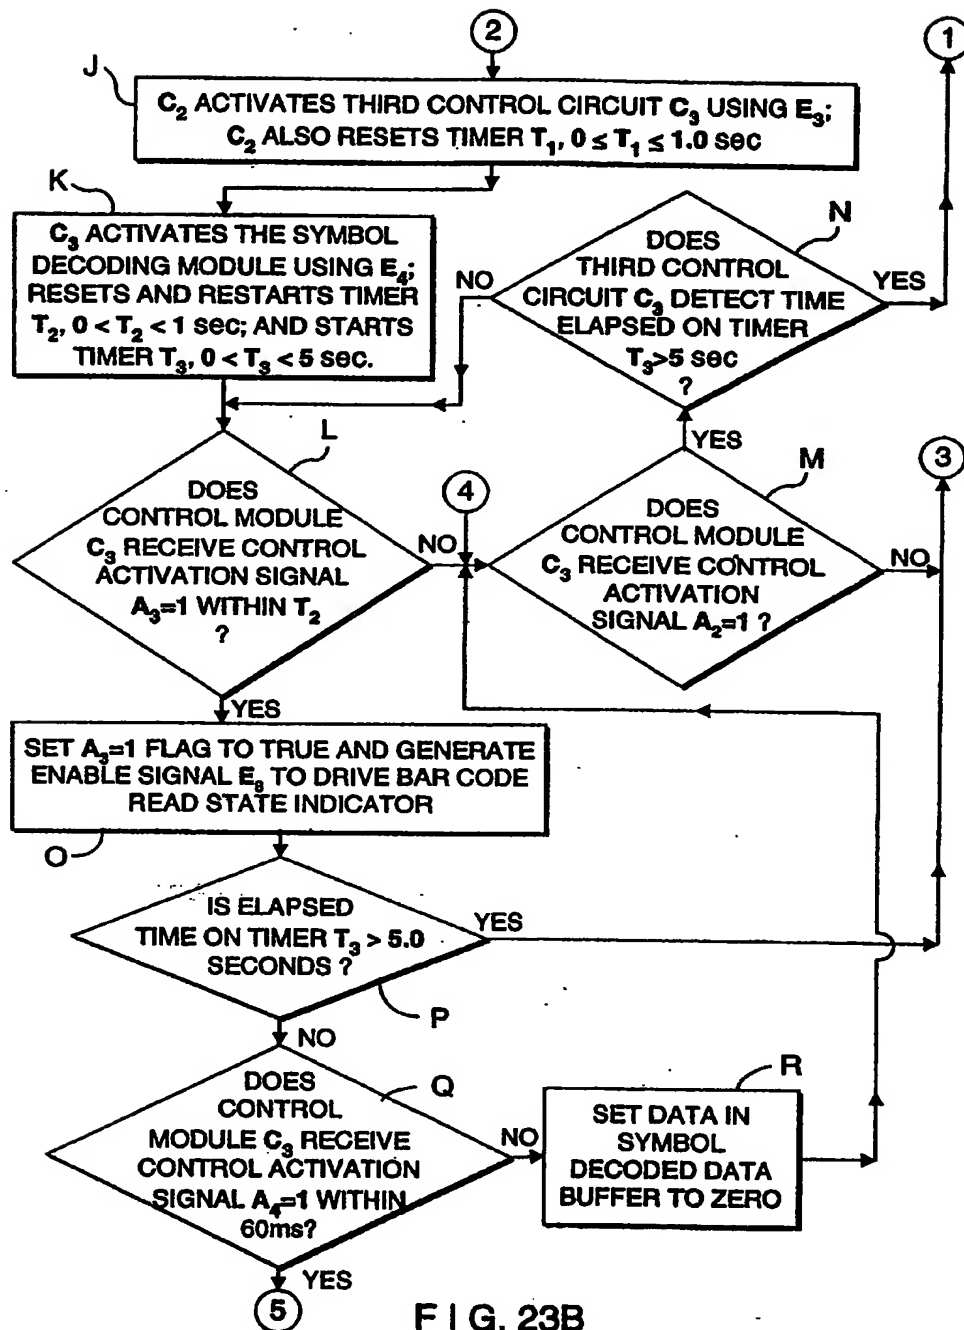 2
1
J
C2 ACTIVATES THIRD CONTROL CIRCUIT C3 USING E3;
C2 ALSO RESETS TIMER T1, 0 ≤ T1 ≤ 1.0 sec
K
C3 ACTIVATES THE SYMBOL
DECODING MODULE USING E4;
RESETS AND RESTARTS TIMER
T2, 0 < T2 < 1 sec; AND STARTS
TIMER T3, 0 < T3 < 5 sec.
N
DOES
THIRD CONTROL
CIRCUIT C3 DETECT TIME
ELAPSED ON TIMER
T3>5 sec
?
NO
YES
L
DOES
CONTROL MODULE
C3 RECEIVE CONTROL
ACTIVATION SIGNAL
A3=1 WITHIN T2
?
NO
YES
4
M
DOES
CONTROL MODULE
C3 RECEIVE CONTROL
ACTIVATION
SIGNAL A2=1 ?
YES
NO
3
SET A3=1 FLAG TO TRUE AND GENERATE
ENABLE SIGNAL E8 TO DRIVE BAR CODE
READ STATE INDICATOR
O
IS ELAPSED
TIME ON TIMER T3 > 5.0
SECONDS ?
YES
P
NO
DOES
CONTROL
MODULE C3 RECEIVE
CONTROL ACTIVATION
SIGNAL A4=1 WITHIN
60ms?
Q
NO
R
SET DATA IN
SYMBOL
DECODED DATA
BUFFER TO ZERO
YES
5
FIG. 23B